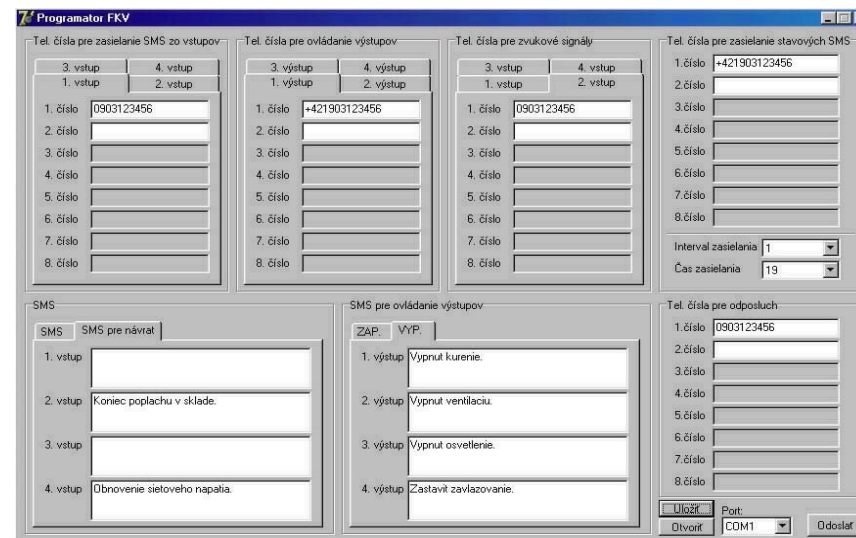 Programator FKV
Tel. čísla pre zasielanie SMS zo vstupov
3. vstup 4. vstup
1. vstup 2. vstup
1. číslo 0903123456
2. číslo
3. číslo
4. číslo
5. číslo
6. číslo
7. číslo
8. číslo
Tel. čísla pre ovládanie výstupov
3. výstup 4. výstup
1. výstup 2. výstup
1. číslo +421903123456
2. číslo
3. číslo
4. číslo
5. číslo
6. číslo
7. číslo
8. číslo
Tel. čísla pre zvukové signály
3. vstup 4. vstup
1. vstup 2. vstup
1. číslo 0903123456
2. číslo
3. číslo
4. číslo
5. číslo
6. číslo
7. číslo
8. číslo
Tel. čísla pre zasielanie stavových SMS
1.číslo +421903123456
2.číslo
3.číslo
4.číslo
5.číslo
6.číslo
7.číslo
8.číslo
Interval zasielania 1
Čas zasielania 19
SMS
SMS SMS pre návrat
1. vstup
2. vstup Koniec poplachu v sklade.
3. vstup
4. vstup Obnovenie sietoveho napatia.
SMS pre ovládanie výstupov
ZAP. VYP.
1. výstup Vypnut kurenie.
2. výstup Vypnut ventilaciu.
3. výstup Vypnut osvetlenie.
4. výstup Zastavit zavlazovanie.
Tel. čísla pre odposluch
1.číslo 0903123456
2.číslo
3.číslo
4.číslo
5.číslo
6.číslo
7.číslo
8.číslo
Uložiť Port:
Otvoriť COM1 Odoslať